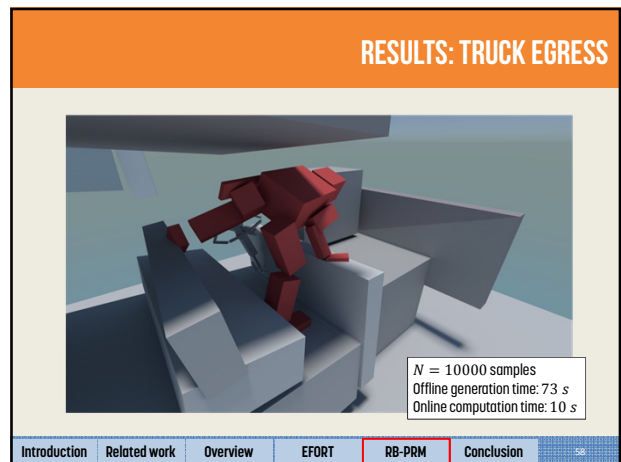 RESULTS: TRUCK EGRESS
N = 10000 samples
Offline generation time: 73 s
Online computation time: 10 s
Introduction Related work Overview EFORT RB-PRM Conclusion 58